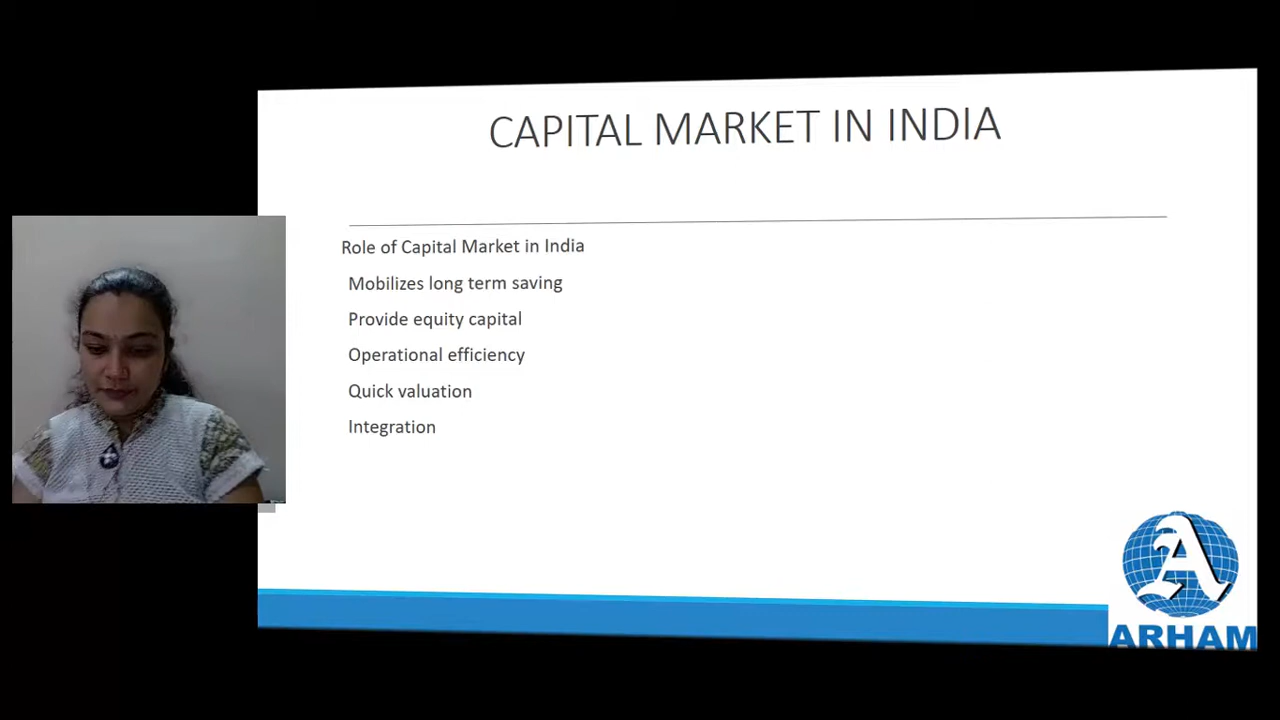 CAPITAL MARKET IN INDIA
Role of Capital Market in India
Mobilizes long term saving
Provide equity capital
Operational efficiency
Quick valuation
Integration
A
ARHAM